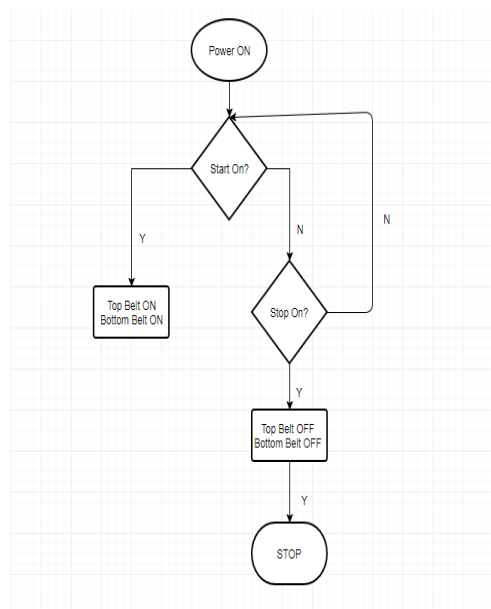 Power ON
Start On?
Y
N
N
Top Belt ON
Bottom Belt ON
Stop On?
Y
Top Belt OFF
Bottom Belt OFF
Y
STOP